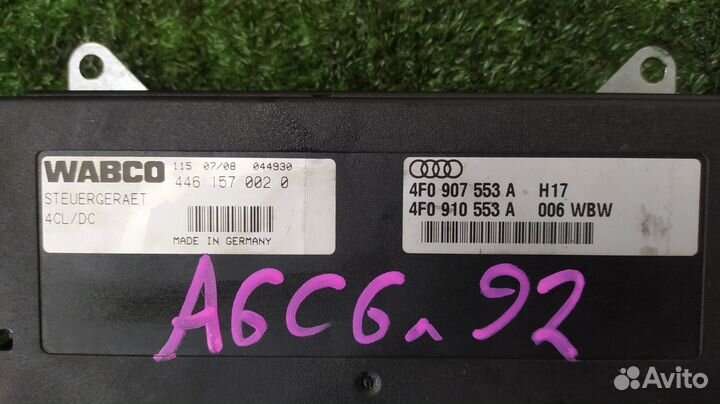 WABCO 115 07/08 044930
446 157 002 0
STEUERGERAET
4CL/DC
MADE IN GERMANY
4F0 907 553 A H17
4F0 910 553 A 006 WBW
A6C6л 92
Avito